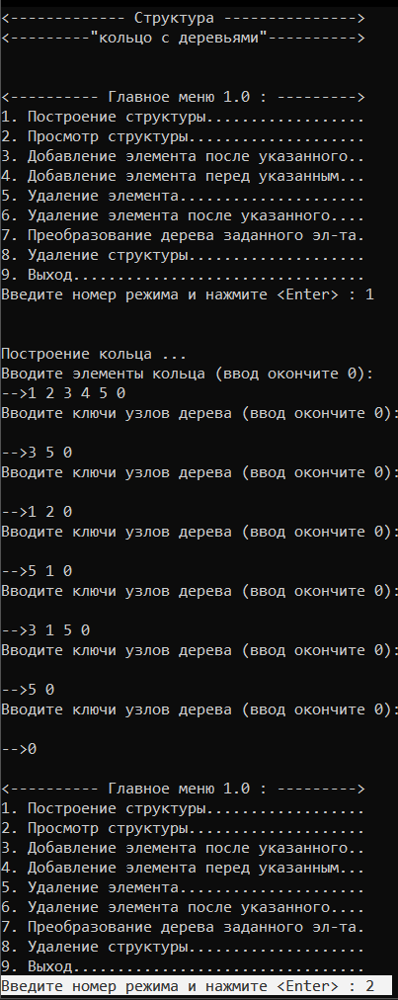 <------------- Структура --------------->
<---------"кольцо с деревьями"---------->
<---------- Главное меню 1.0 : --------->
1. Построение структуры..................
2. Просмотр структуры....................
3. Добавление элемента после указанного..
4. Добавление элемента перед указанным...
5. Удаление элемента.....................
6. Удаление элемента после указанного....
7. Преобразование дерева заданного эл-та.
8. Удаление структуры....................
9. Выход.................................
Введите номер режима и нажмите <Enter> : 1
Построение кольца ...
Вводите элементы кольца (ввод окончите 0):
-->1 2 3 4 5 0
Вводите ключи узлов дерева (ввод окончите 0):
-->3 5 0
Вводите ключи узлов дерева (ввод окончите 0):
-->1 2 0
Вводите ключи узлов дерева (ввод окончите 0):
-->5 1 0
Вводите ключи узлов дерева (ввод окончите 0):
-->3 1 5 0
Вводите ключи узлов дерева (ввод окончите 0):
-->5 0
Вводите ключи узлов дерева (ввод окончите 0):
-->0
<---------- Главное меню 1.0 : --------->
1. Построение структуры..................
2. Просмотр структуры....................
3. Добавление элемента после указанного..
4. Добавление элемента перед указанным...
5. Удаление элемента.....................
6. Удаление элемента после указанного....
7. Преобразование дерева заданного эл-та.
8. Удаление структуры....................
9. Выход.................................
Введите номер режима и нажмите <Enter> : 2